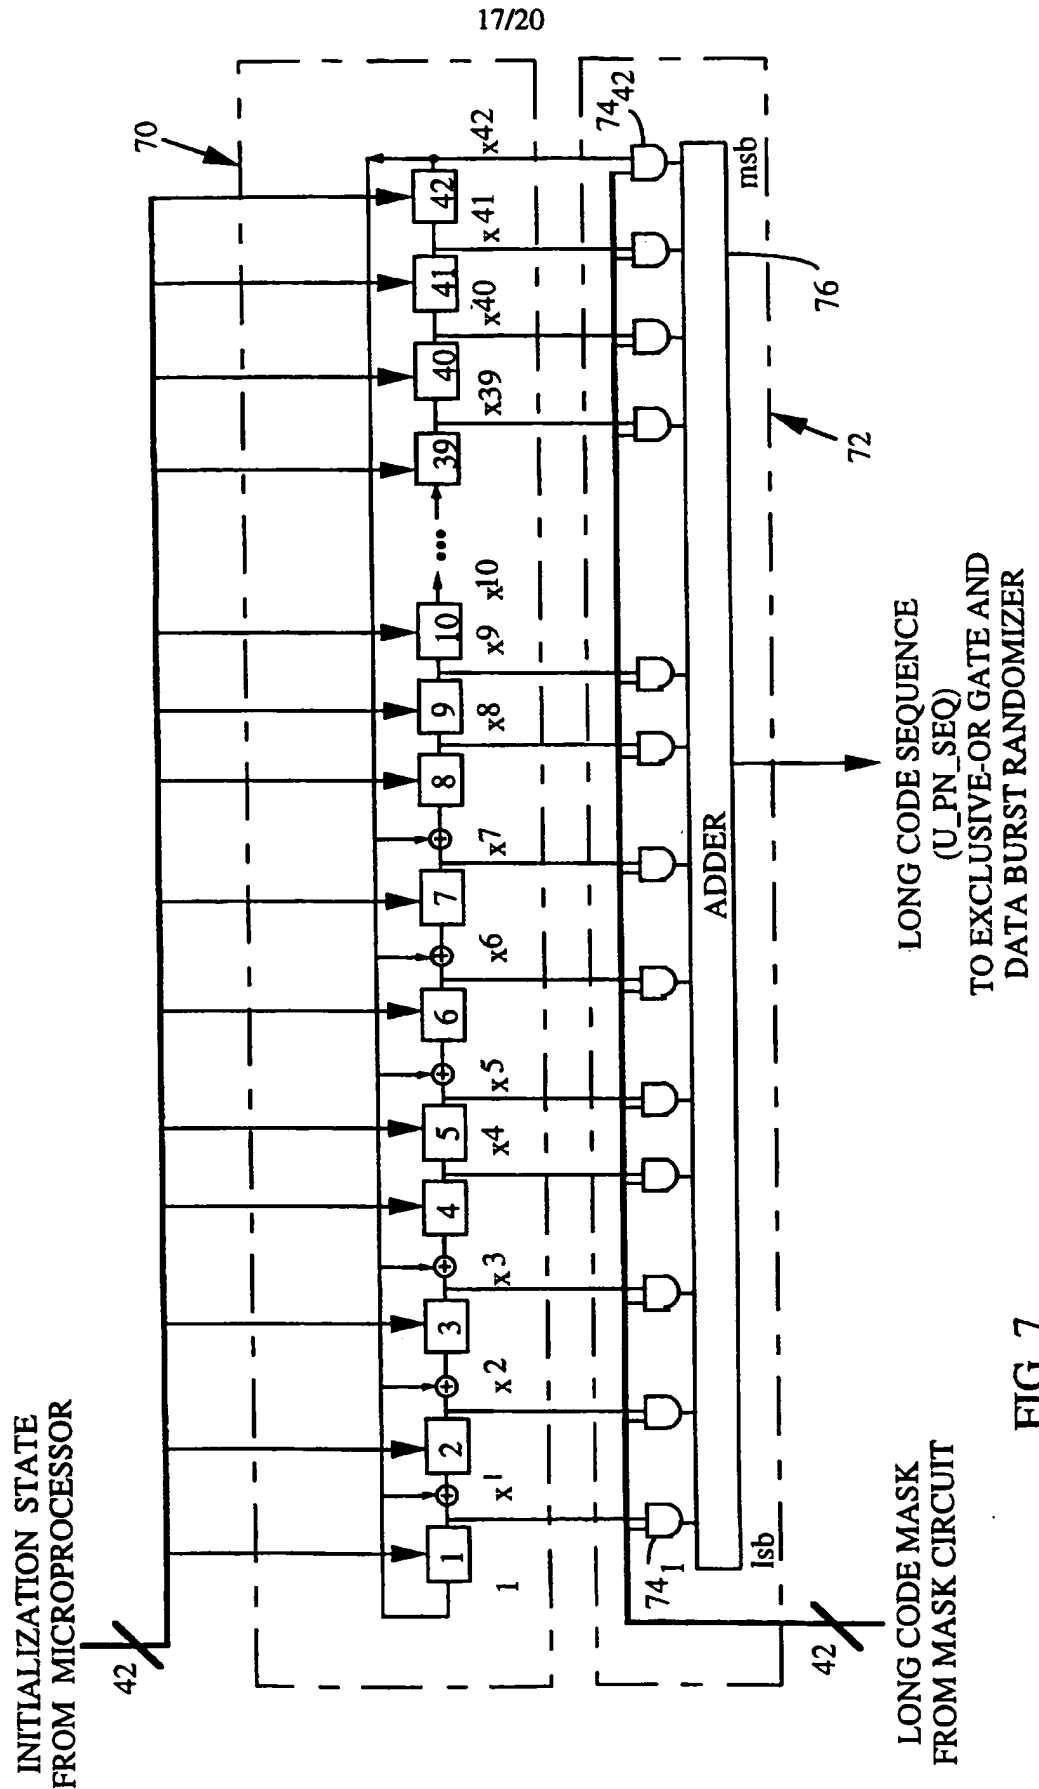 17/20
INITIALIZATION STATE
FROM MICROPROCESSOR
42
70
1
2
3
4
5
6
7
8
9
10
•••
39
40
41
42
1
x1
x2
x3
x4
x5
x6
x7
x8
x9
x10
x39
x40
x41
x42
74 1
74 42
lsb
ADDER
msb
76
72
42
LONG CODE MASK
FROM MASK CIRCUIT
LONG CODE SEQUENCE
(U_PN_SEQ)
TO EXCLUSIVE-OR GATE AND
DATA BURST RANDOMIZER
FIG. 7